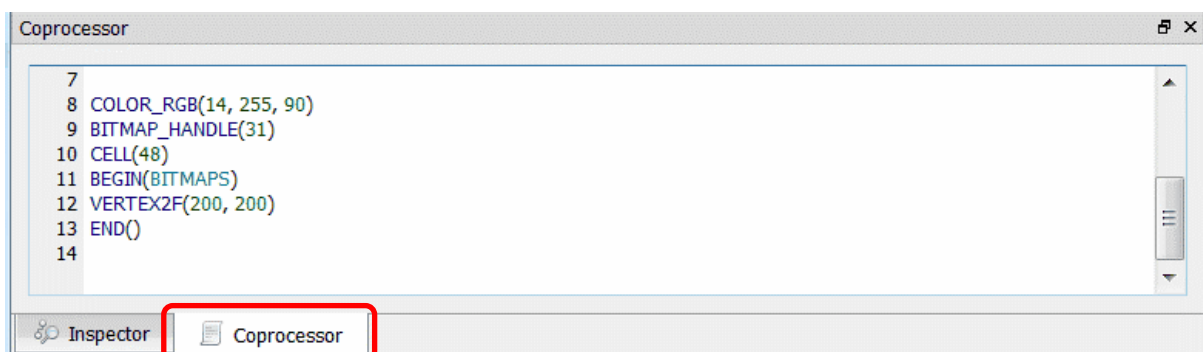 Coprocessor
7
8 COLOR_RGB(14, 255, 90)
9 BITMAP_HANDLE(31)
10 CELL(48)
11 BEGIN(BITMAPS)
12 VERTEX2F(200, 200)
13 END()
14
Inspector Coprocessor